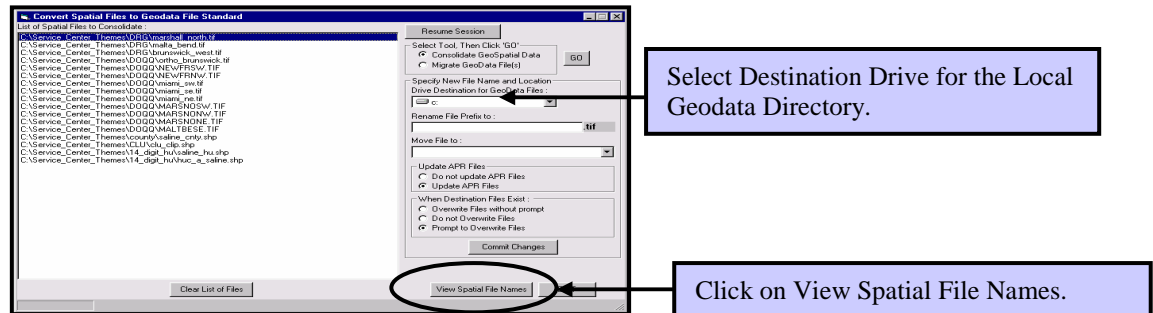 Convert Spatial Files to Geodata File Standard
List of Spatial Files to Consolidate :
C:\Service_Center_Themes\DRG\marshall_north.tif
C:\Service_Center_Themes\DRG\malta_bend.tif
C:\Service_Center_Themes\DRG\brunswick_west.tif
C:\Service_Center_Themes\DOQQ\ortho_brunswick.tif
C:\Service_Center_Themes\DOQQ\NEWFRSW.TIF
C:\Service_Center_Themes\DOQQ\NEWFRNW.TIF
C:\Service_Center_Themes\DOQQ\miami_sw.tif
C:\Service_Center_Themes\DOQQ\miami_se.tif
C:\Service_Center_Themes\DOQQ\miami_ne.tif
C:\Service_Center_Themes\DOQQ\MARSNOSW.TIF
C:\Service_Center_Themes\DOQQ\MARSNONW.TIF
C:\Service_Center_Themes\DOQQ\MARSNONE.TIF
C:\Service_Center_Themes\DOQQ\MALTBESE.TIF
C:\Service_Center_Themes\county\saline_cnty.shp
C:\Service_Center_Themes\CLU\clu_clip.shp
C:\Service_Center_Themes\14_digit_hu\saline_hu.shp
C:\Service_Center_Themes\14_digit_hu\huc_a_saline.shp
Clear List of Files
Resume Session
Select Tool, Then Click 'GO'
Consolidate GeoSpatial Data
Migrate GeoData File(s)
GO
Specify New File Name and Location
Drive Destination for GeoData Files :
c:
Rename File Prefix to :
.tif
Move File to :
Update APR Files
Do not update APR Files
Update APR Files
When Destination Files Exist :
Overwrite Files without prompt
Do not Overwrite Files
Prompt to Overwrite Files
Commit Changes
View Spatial File Names
Select Destination Drive for the Local
Geodata Directory.
Click on View Spatial File Names.